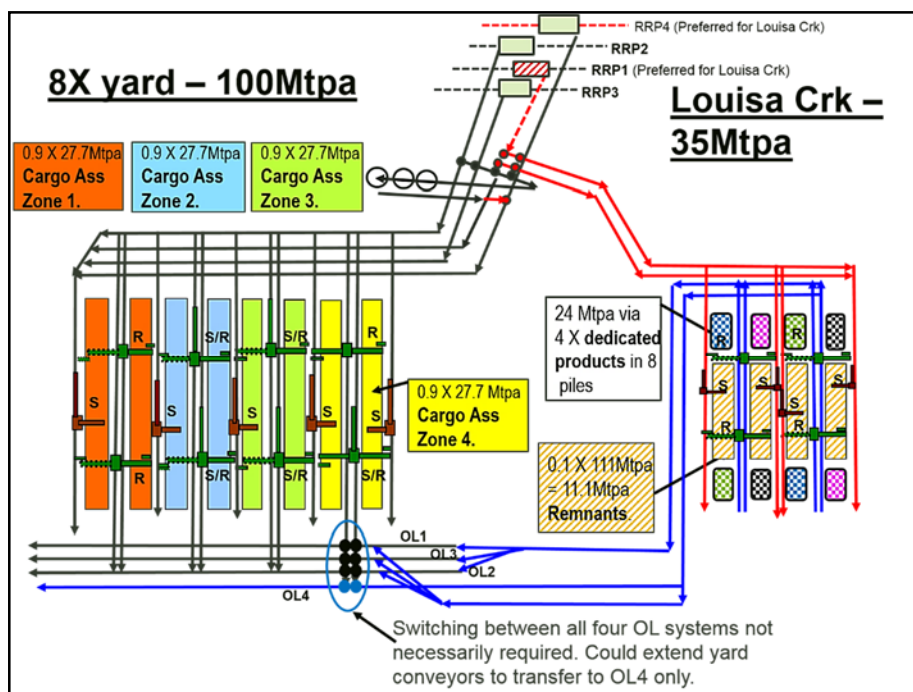 RRP4 (Preferred for Louisa Crk)
RRP2
RRP1 (Preferred for Louisa Crk)
RRP3
8X yard – 100Mtpa
Louisa Crk –
35Mtpa
0.9 X 27.7Mtpa
Cargo Ass
Zone 1.
0.9 X 27.7Mtpa
Cargo Ass
Zone 2.
0.9 X 27.7Mtpa
Cargo Ass
Zone 3.
24 Mtpa via
4 X dedicated
products in 8
piles
R
S/R
S/R
R
R
R
S
S
S
S
S
0.9 X 27.7 Mtpa
Cargo Ass
Zone 4.
S
S
S
S
R
R
R
S/R
S/R
S/R
0.1 X 111Mtpa
= 11.1Mtpa
Remnants.
OL1
OL3
OL2
OL4
Switching between all four OL systems not
necessarily required. Could extend yard
conveyors to transfer to OL4 only.